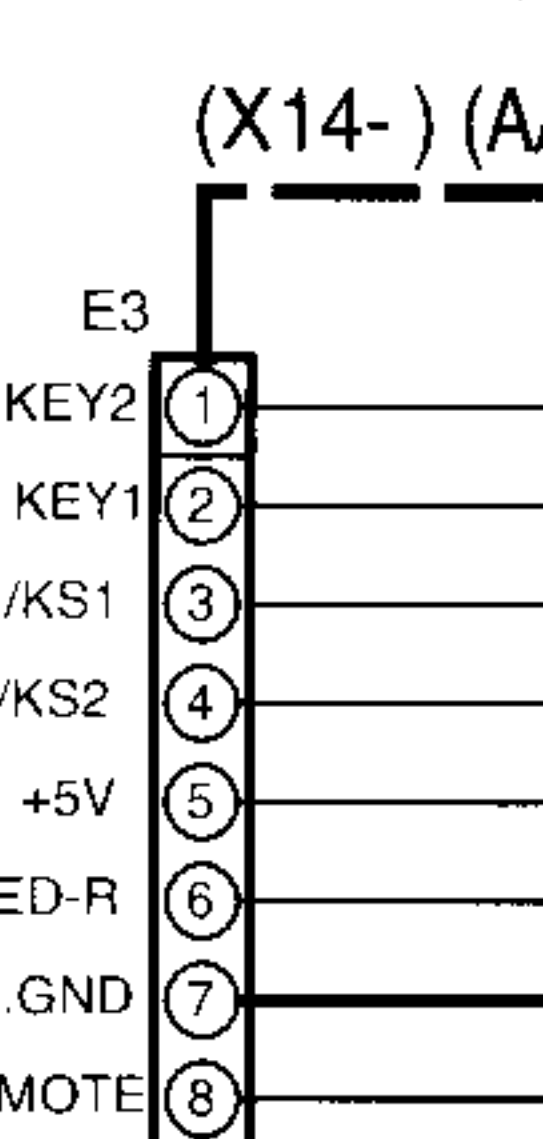 (X14- ) (A
E3
KEY2 1
KEY1 2
/KS1 3
/KS2 4
+5V 5
ED-R 6
.GND 7
MOTE 8